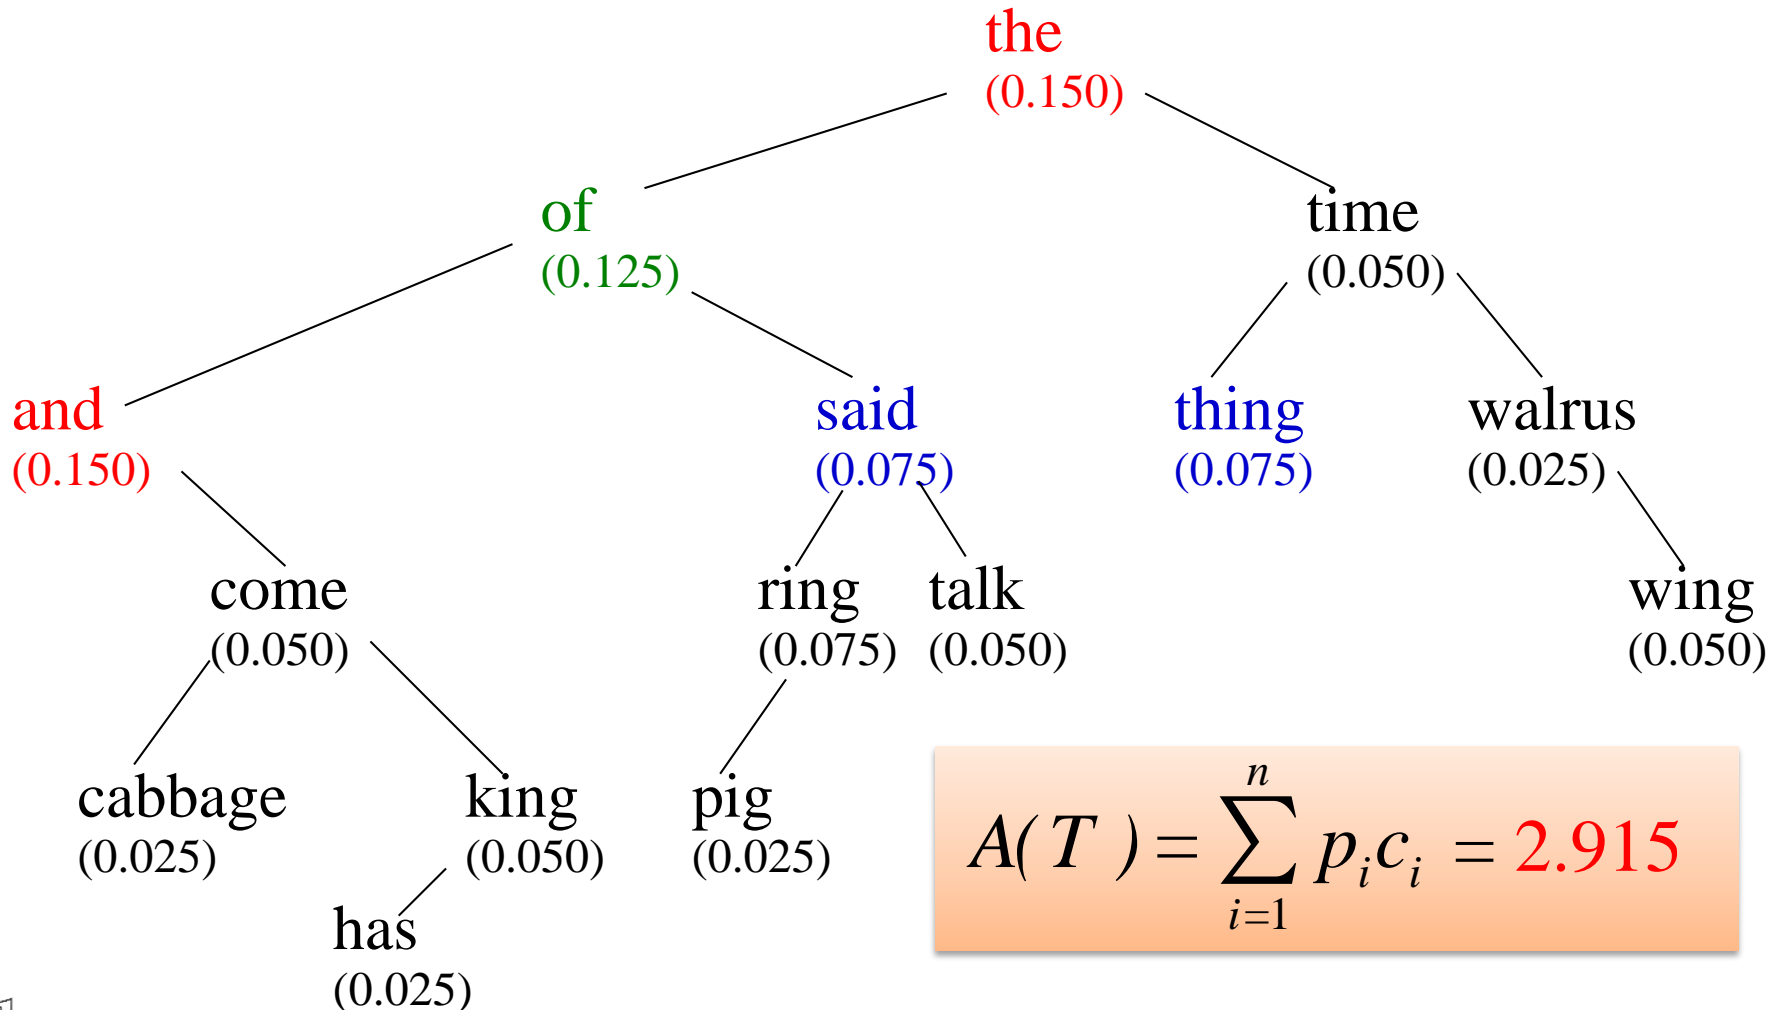 the
(0.150)
of
(0.125)
time
(0.050)
and
(0.150)
said
(0.075)
thing
(0.075)
walrus
(0.025)
come
(0.050)
ring
(0.075)
talk
(0.050)
wing
(0.050)
cabbage
(0.025)
king
(0.050)
pig
(0.025)
has
(0.025)
A(T) = ∑ⁿᵢ₌₁ pᵢcᵢ = 2.915